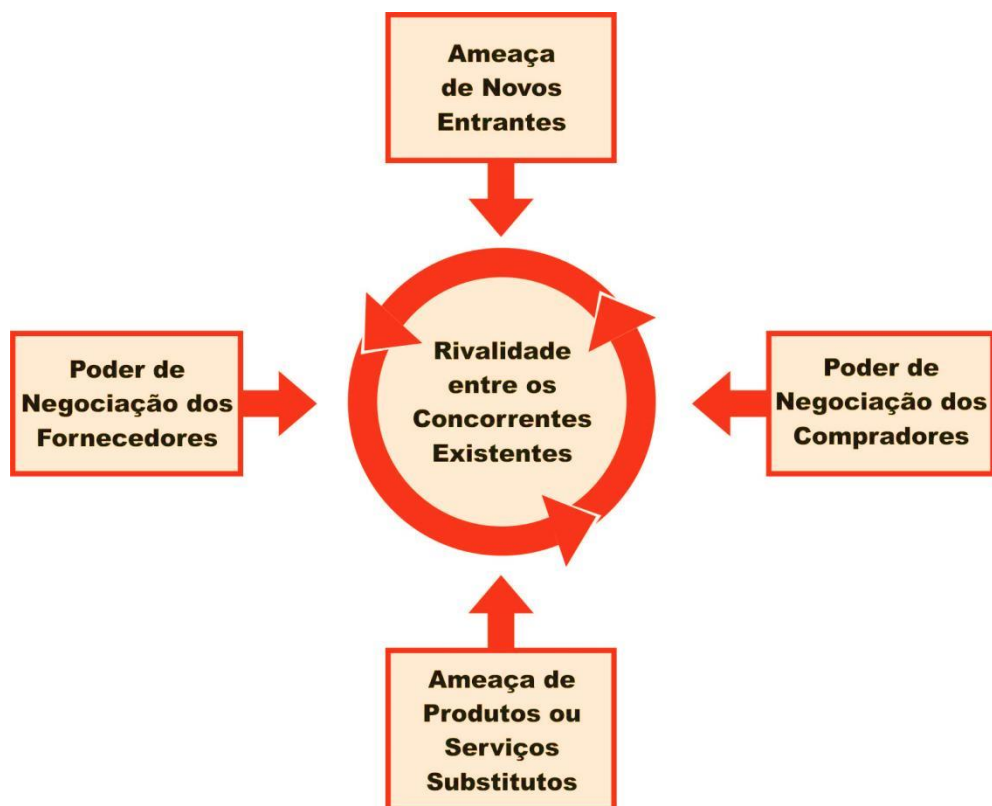 Ameaça
de Novos
Entrantes
Poder de
Negociação dos
Fornecedores
Rivalidade
entre os
Concorrentes
Existentes
Poder de
Negociação dos
Compradores
Ameaça de
Produtos ou
Serviços
Substitutos